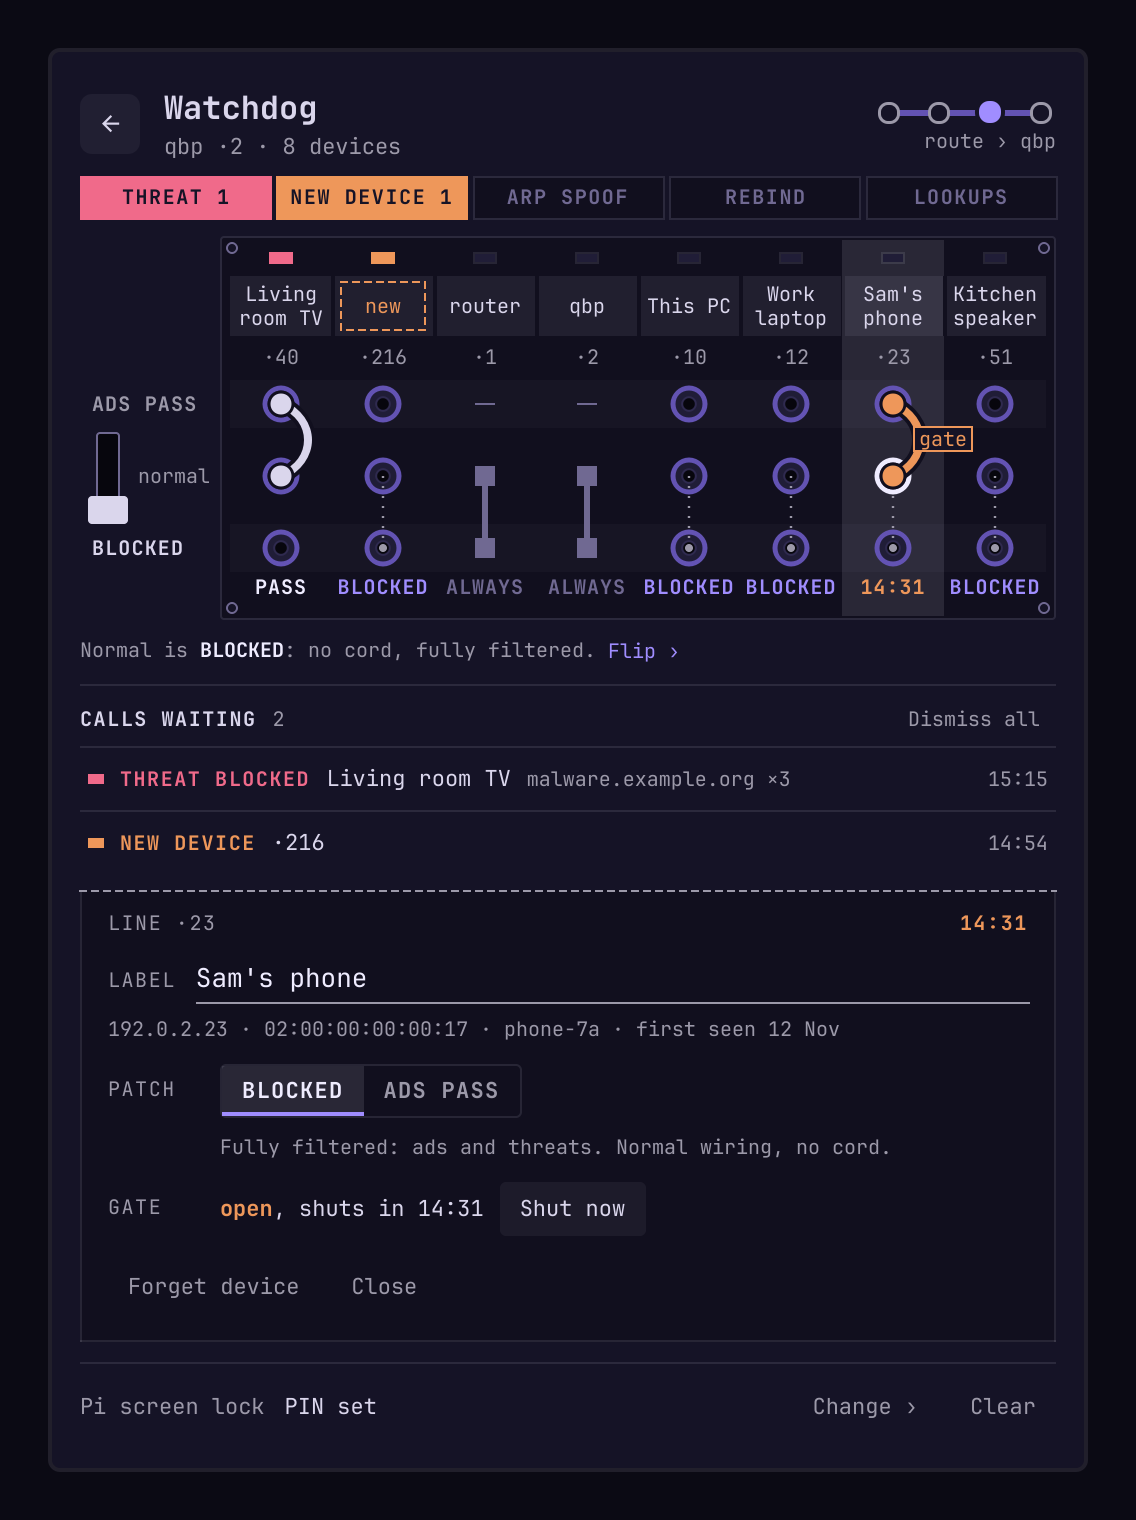 ←
Watchdog
qbp ·2 · 8 devices
route › qbp
THREAT 1
NEW DEVICE 1
ARP SPOOF
REBIND
LOOKUPS
Living room TV
new
router
qbp
This PC
Work laptop
Sam's phone
Kitchen speaker
·40
·216
·1
·2
·10
·12
·23
·51
ADS PASS
gate
normal
BLOCKED
PASS
BLOCKED
ALWAYS
ALWAYS
BLOCKED
BLOCKED
14:31
BLOCKED
Normal is BLOCKED: no cord, fully filtered. Flip ›
CALLS WAITING 2
Dismiss all
THREAT BLOCKED Living room TV malware.example.org ×3 15:15
NEW DEVICE ·216 14:54
LINE ·23 14:31
LABEL Sam's phone
192.0.2.23 · 02:00:00:00:00:17 · phone-7a · first seen 12 Nov
PATCH BLOCKED ADS PASS
Fully filtered: ads and threats. Normal wiring, no cord.
GATE open, shuts in 14:31 Shut now
Forget device Close
Pi screen lock PIN set Change › Clear